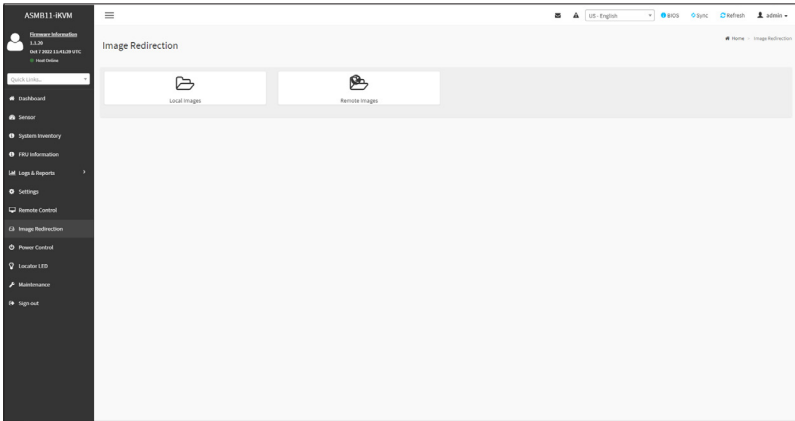 ASMB11-iKVM
Firmware Information
1.1.20
Oct 7 2022 11:41:20 UTC
Host Online
Quick Links...
Dashboard
Sensor
System Inventory
FRU Information
Logs & Reports
Settings
Remote Control
Image Redirection
Power Control
Locator LED
Maintenance
Sign out
US - English
BIOS
Sync
Refresh
admin
Image Redirection
Home - Image Redirection
Local Images
Remote Images